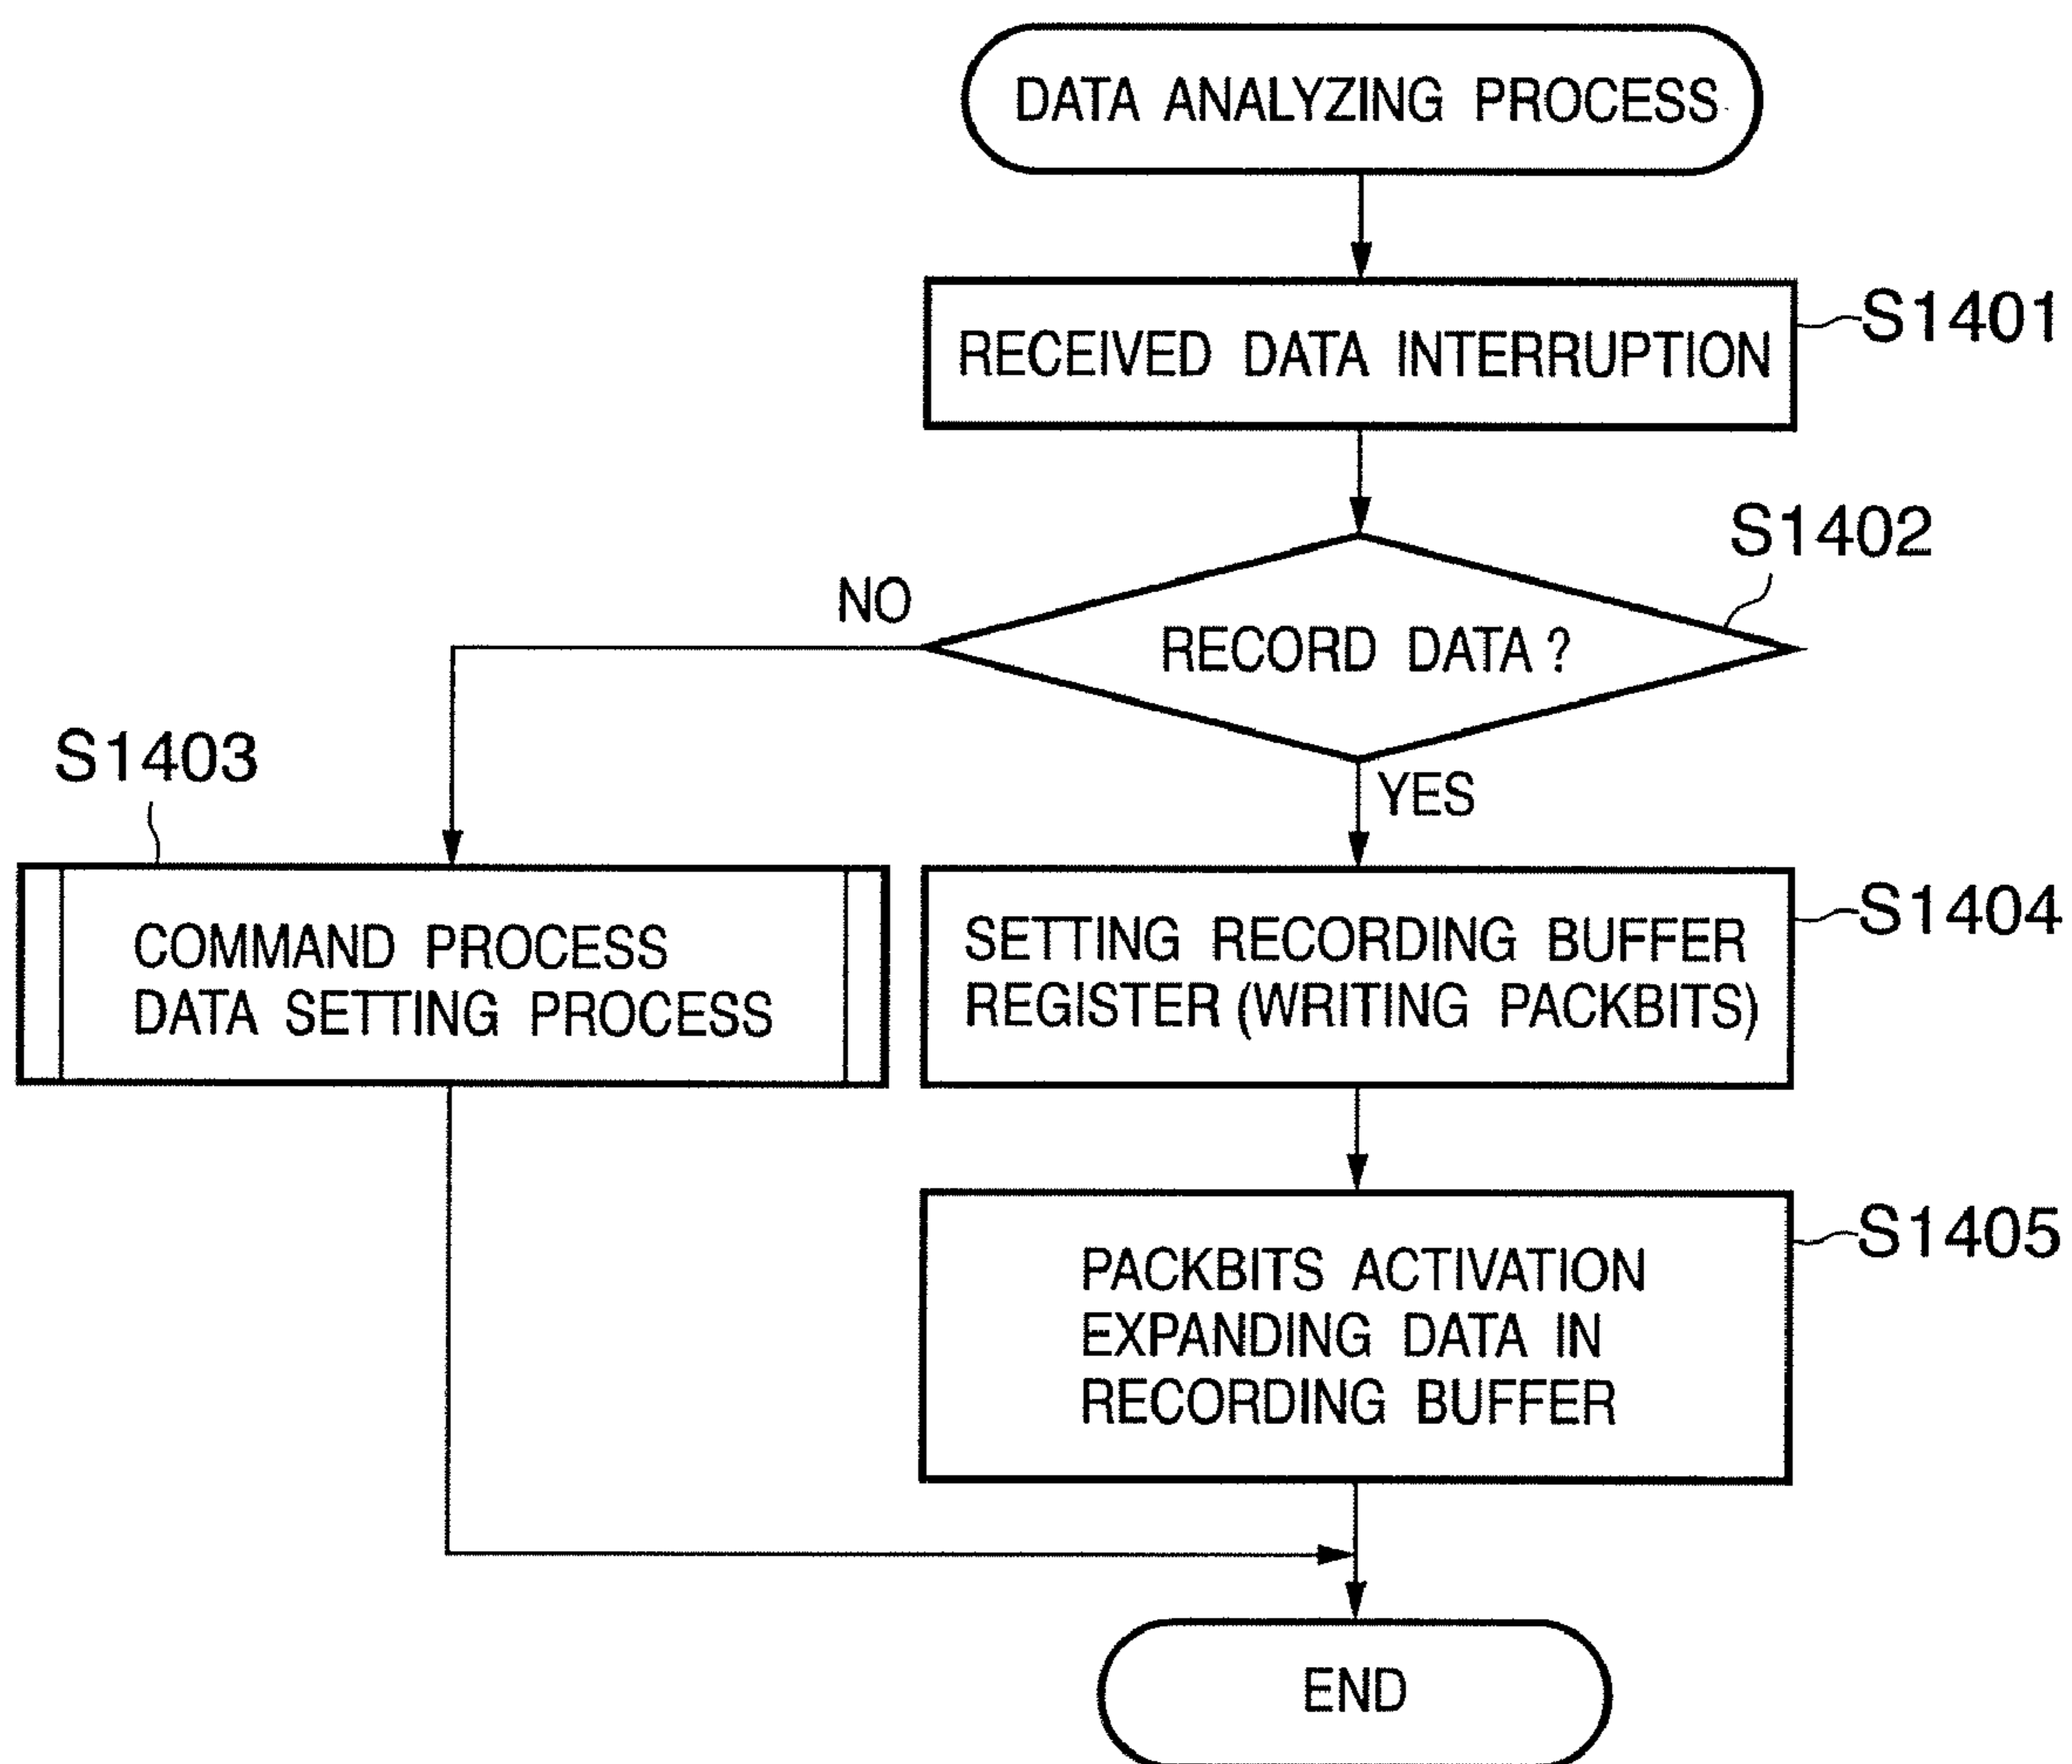 DATA ANALYZING PROCESS
RECEIVED DATA INTERRUPTION
S1401
S1402
RECORD DATA?
NO
YES
S1403
COMMAND PROCESS
DATA SETTING PROCESS
SETTING RECORDING BUFFER
REGISTER (WRITING PACKBITS)
S1404
PACKBITS ACTIVATION
EXPANDING DATA IN
RECORDING BUFFER
S1405
END